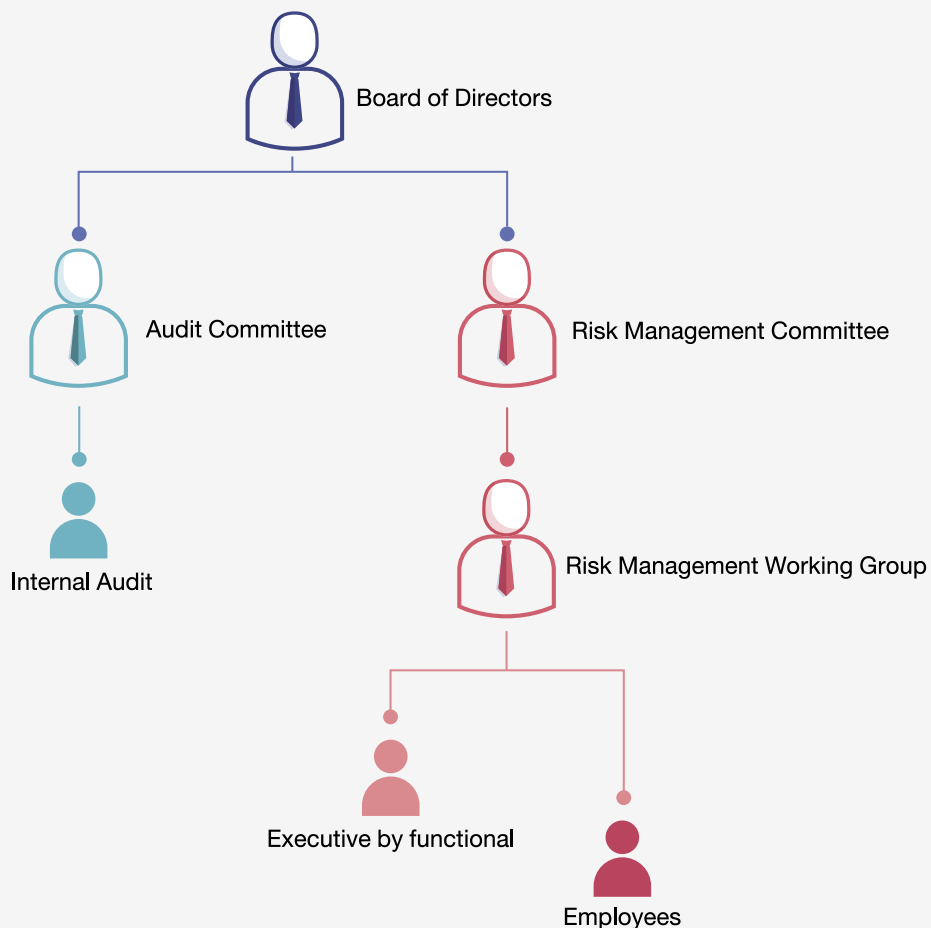 Board of Directors
Audit Committee
Risk Management Committee
Internal Audit
Risk Management Working Group
Executive by functional
Employees